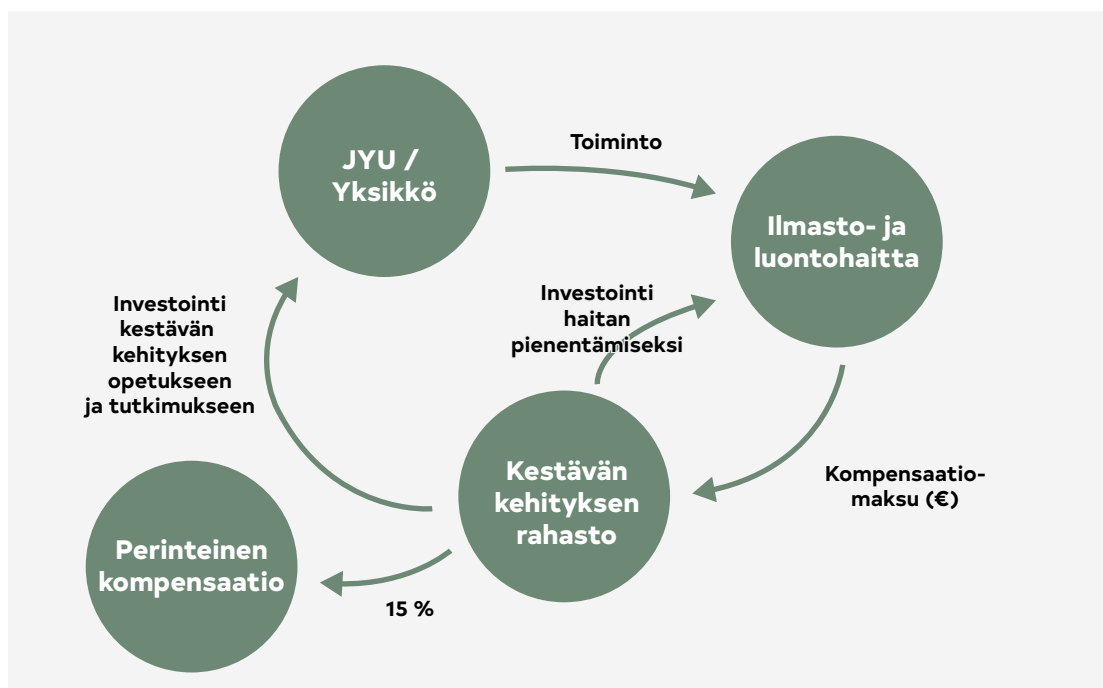 JYU /
Yksikkö
Toiminto
Ilmasto- ja
luontohaitta
Investointi
haitan
pienentämiseksi
Investointi
kestävän
kehityksen
opetukseen
ja tutkimukseen
Kompensaatio-
maksu (€)
Kestävän
kehityksen
rahasto
Perinteinen
kompensaatio
15 %